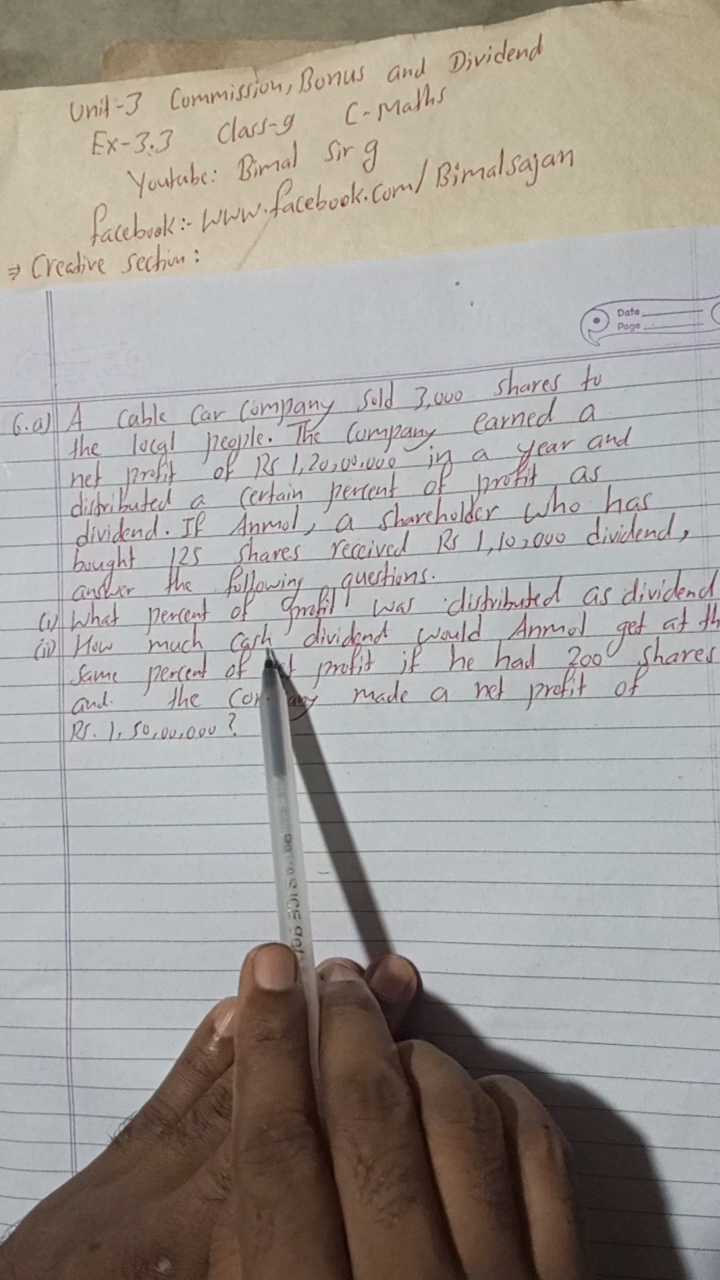 Unit-3 Commission, Bonus and Dividend
Ex-3.3 Class-9 C-Maths
Youtube: Bimal Sir g
facebook:- www.facebook.com/Bimalsajan
⇒ Creative section:
Date
Page
6.a) A cable car company sold 3,000 shares to
the local people. The company earned a
net profit of Rs 1,20,00,000 in a year and
distributed a certain percent of profit as
dividend. If Anmol, a shareholder who has
bought 125 shares received Rs 1,10,000 dividend,
answer the following questions.
(i) What percent of profit was distributed as dividend
(ii) How much cash dividend would Anmol get at th
same percent of profit if he had 200 shares
and the company made a net profit of
Rs. 1,50,00,000?